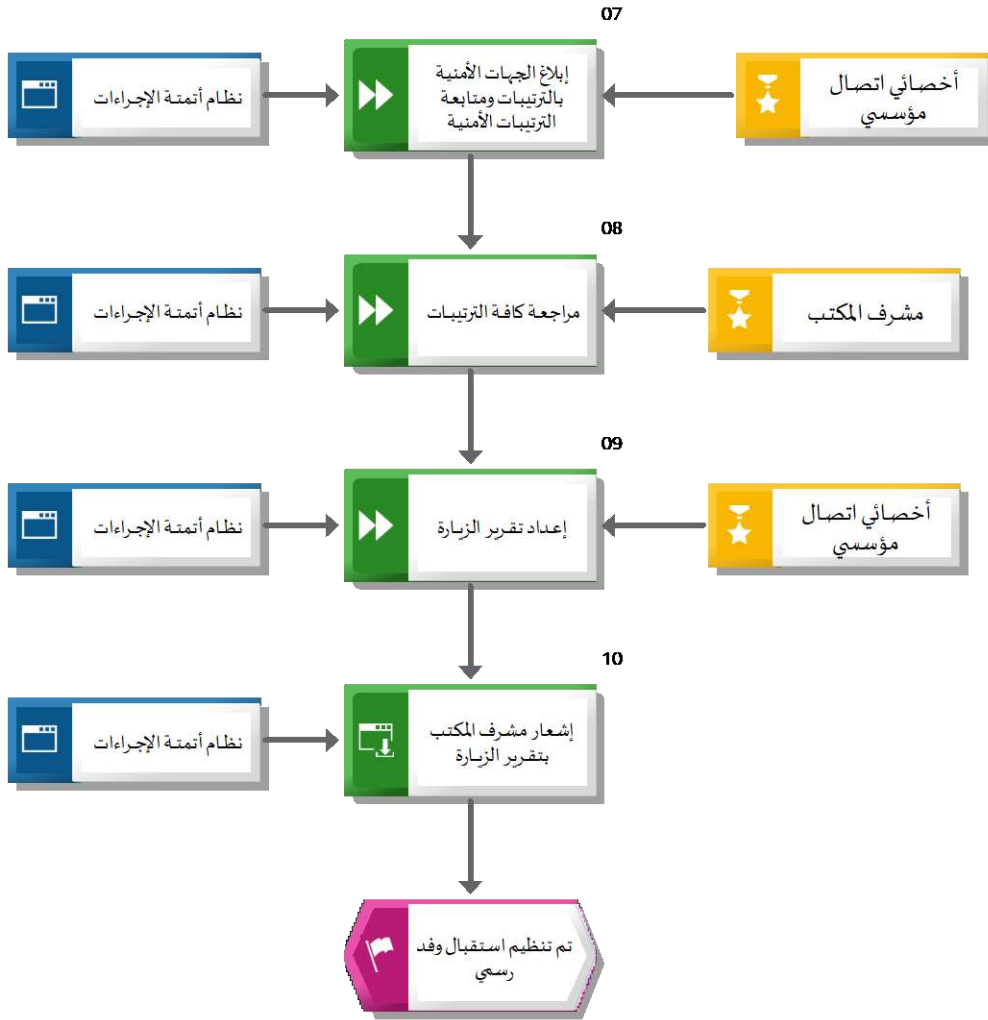 07
أخصائي اتصال
مؤسسي
إبلاغ الجهات الأمنية
بالترتيبات ومتابعة
الترتيبات الأمنية
نظام أتمتة الإجراءات
08
مشرف المكتب
مراجعة كافة الترتيبات
نظام أتمتة الإجراءات
09
أخصائي اتصال
مؤسسي
إعداد تقرير الزيارة
نظام أتمتة الإجراءات
10
إشعار مشرف المكتب
بتقرير الزيارة
نظام أتمتة الإجراءات
تم تنظيم استقبال وفد
رسمي